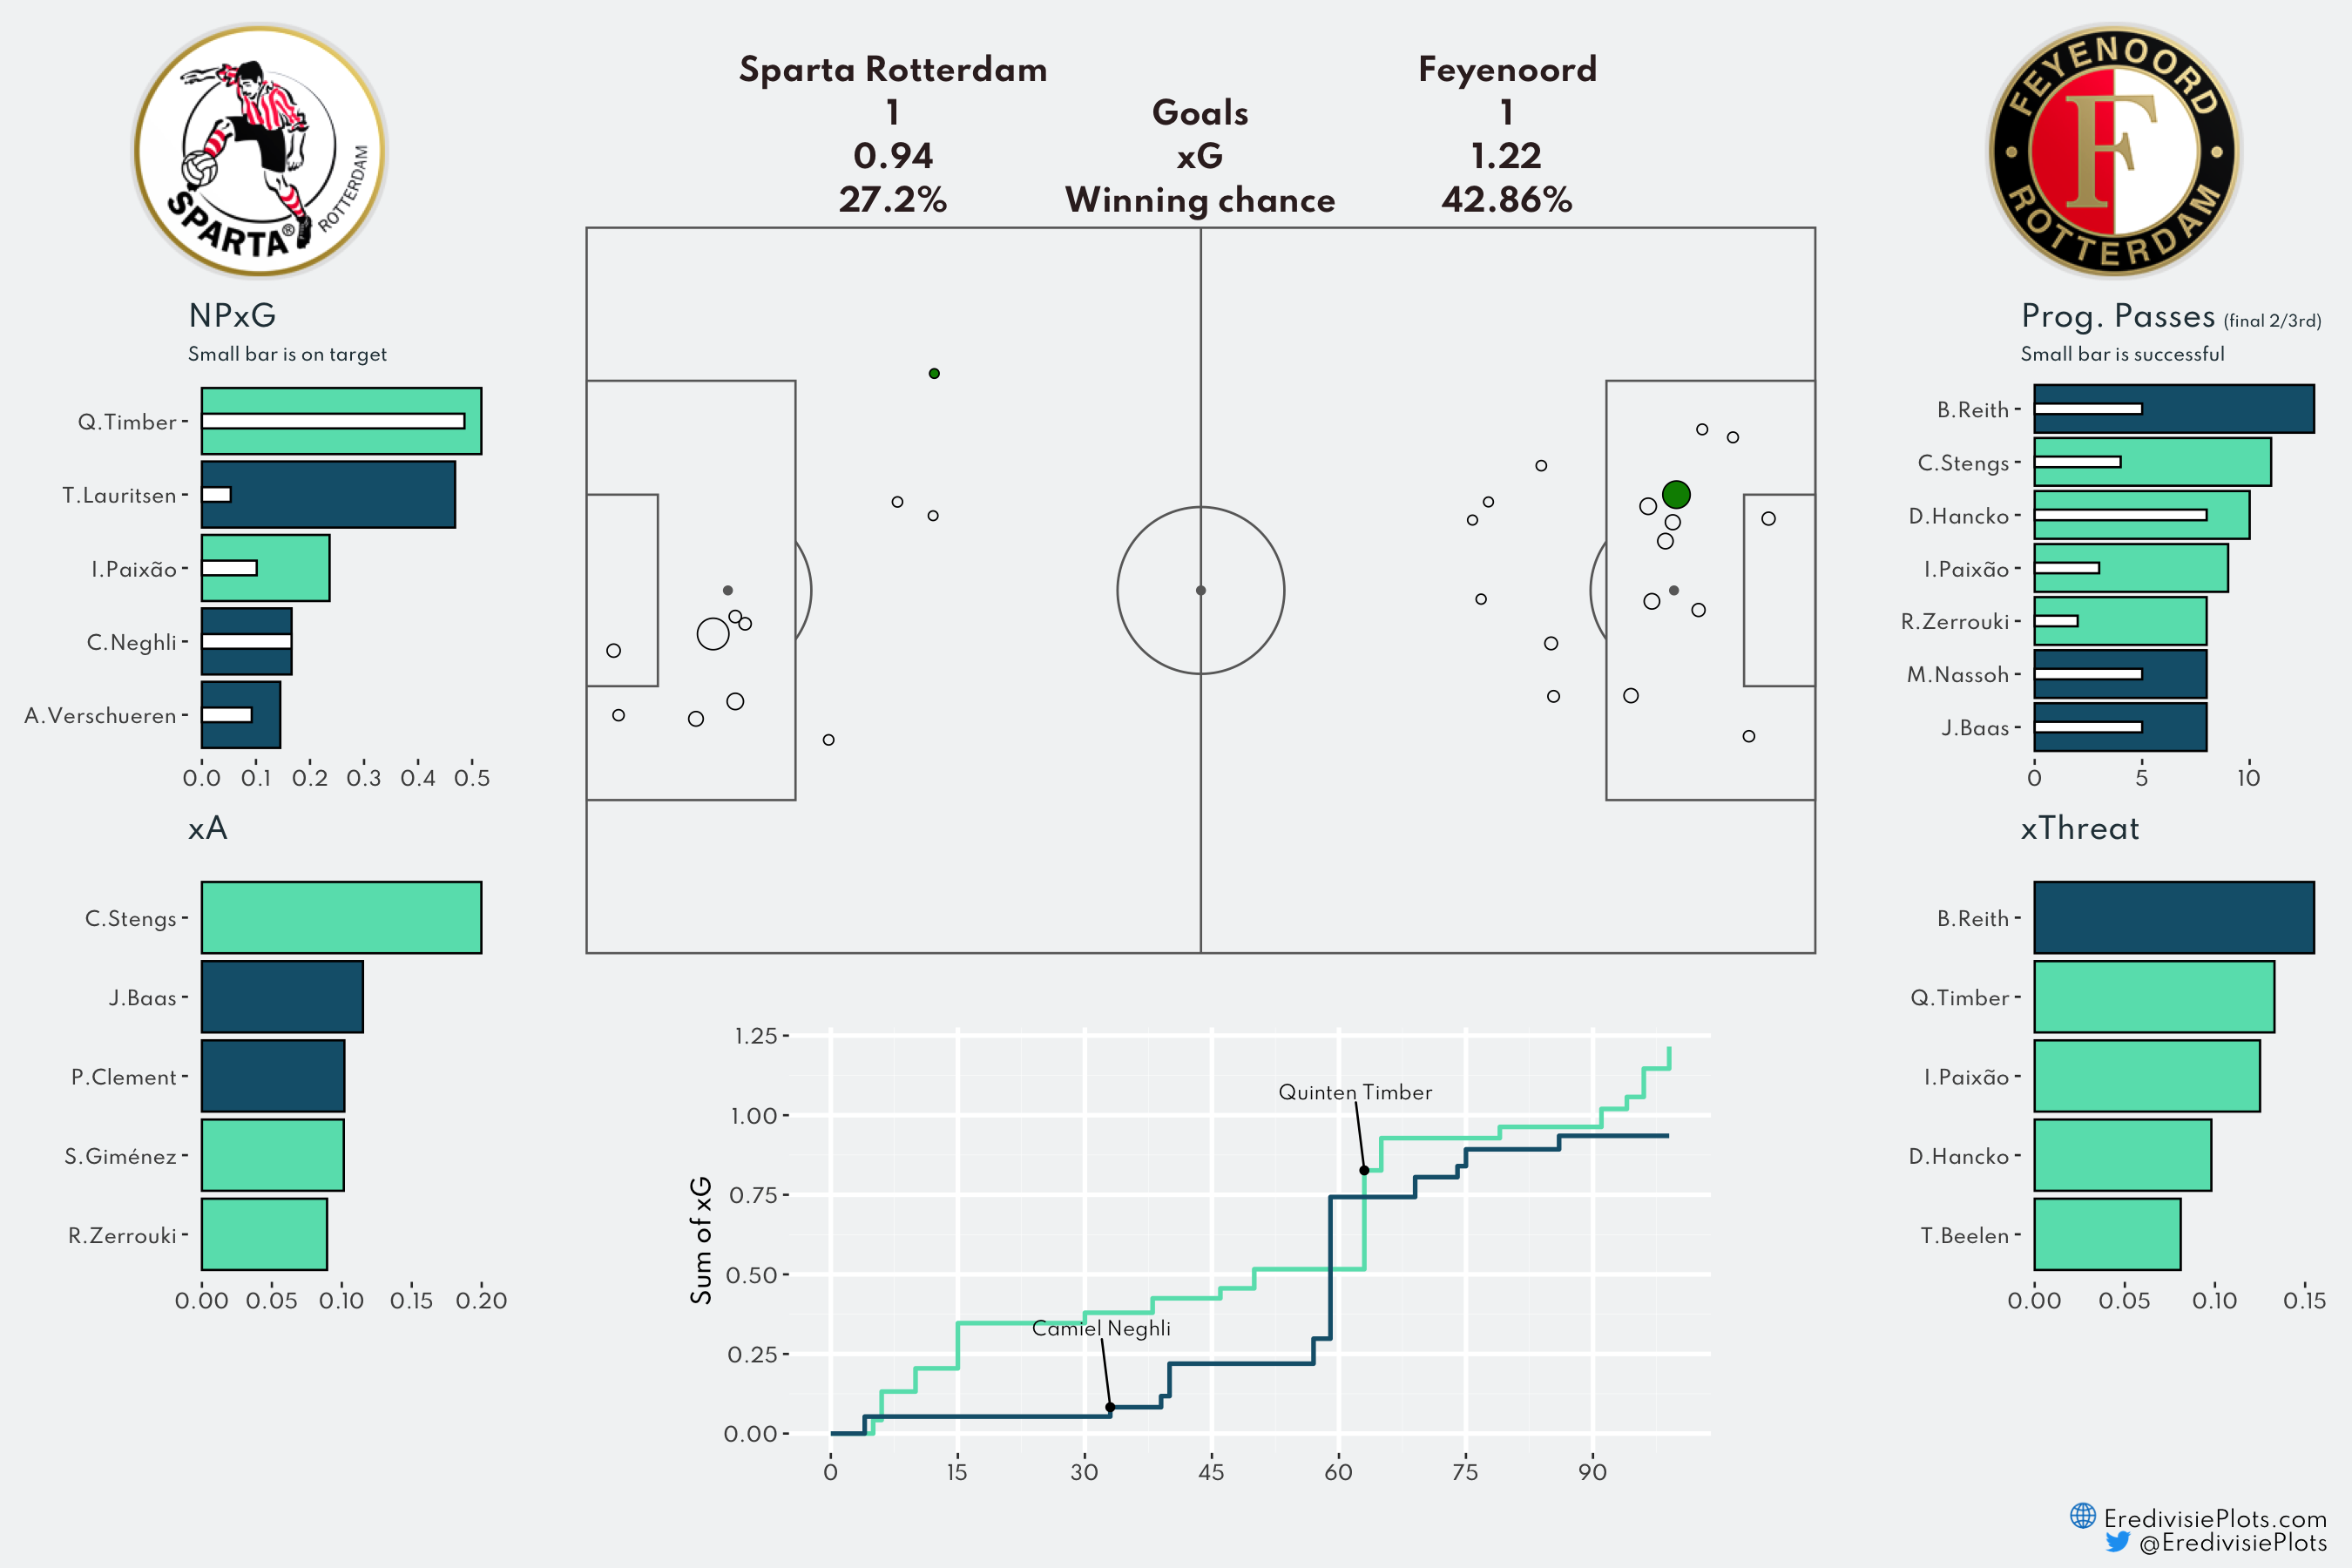 Sparta Rotterdam Feyenoord
1 Goals 1
0.94 xG 1.22
27.2% Winning chance 42.86%
SPARTA®
ROTTERDAM
FEYENOORD
F
ROTTERDAM
NPxG
Small bar is on target
Q.Timber
T.Lauritsen
I.Paixão
C.Neghli
A.Verschueren
0.0 0.1 0.2 0.3 0.4 0.5
xA
C.Stengs
J.Baas
P.Clement
S.Giménez
R.Zerrouki
0.00 0.05 0.10 0.15 0.20
Prog. Passes (final 2/3rd)
Small bar is successful
B.Reith
C.Stengs
D.Hancko
I.Paixão
R.Zerrouki
M.Nassoh
J.Baas
0 5 10
xThreat
B.Reith
Q.Timber
I.Paixão
D.Hancko
T.Beelen
0.00 0.05 0.10 0.15
Sum of xG
1.25
1.00
0.75
0.50
0.25
0.00
Quinten Timber
Camiel Neghli
0 15 30 45 60 75 90
EredivisiePlots.com
@EredivisiePlots